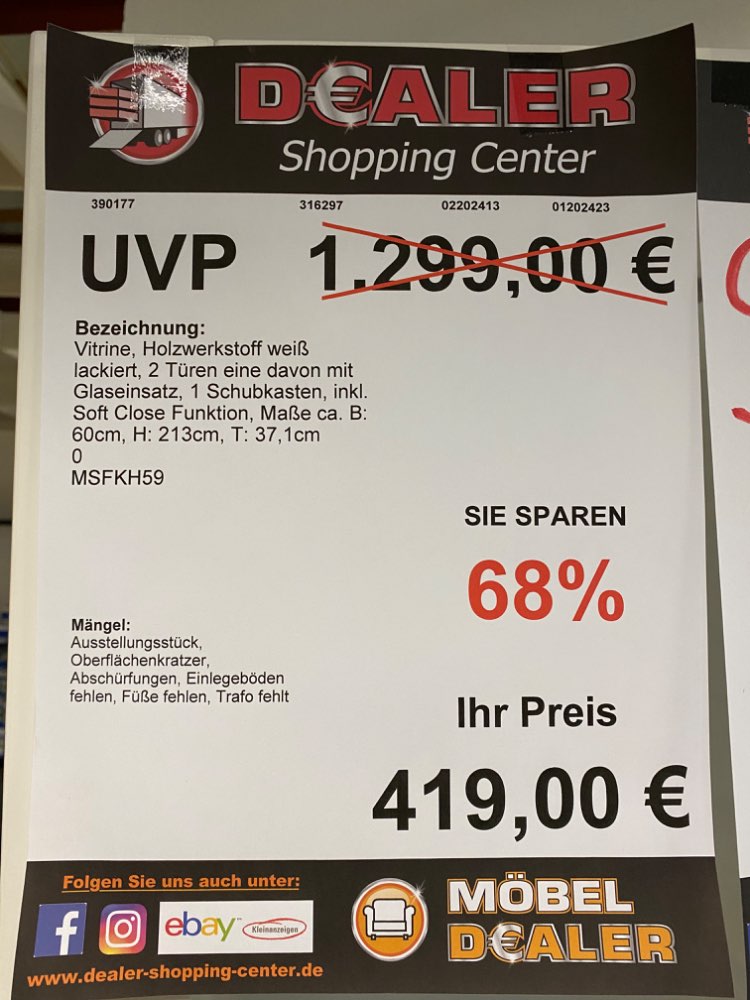 D€ALER
Shopping Center
390177 316297 02202413 01202423
UVP 1.299,00 €
Bezeichnung:
Vitrine, Holzwerkstoff weiß
lackiert, 2 Türen eine davon mit
Glaseinsatz, 1 Schubkasten, inkl.
Soft Close Funktion, Maße ca. B:
60cm, H: 213cm, T: 37,1cm
0
MSFKH59
SIE SPAREN
68%
Mängel:
Ausstellungsstück,
Oberflächenkratzer,
Abschürfungen, Einlegeböden
fehlen, Füße fehlen, Trafo fehlt
Ihr Preis
419,00 €
Folgen Sie uns auch unter:
f ebay Kleinanzeigen
www.dealer-shopping-center.de
MÖBEL
D€ALER